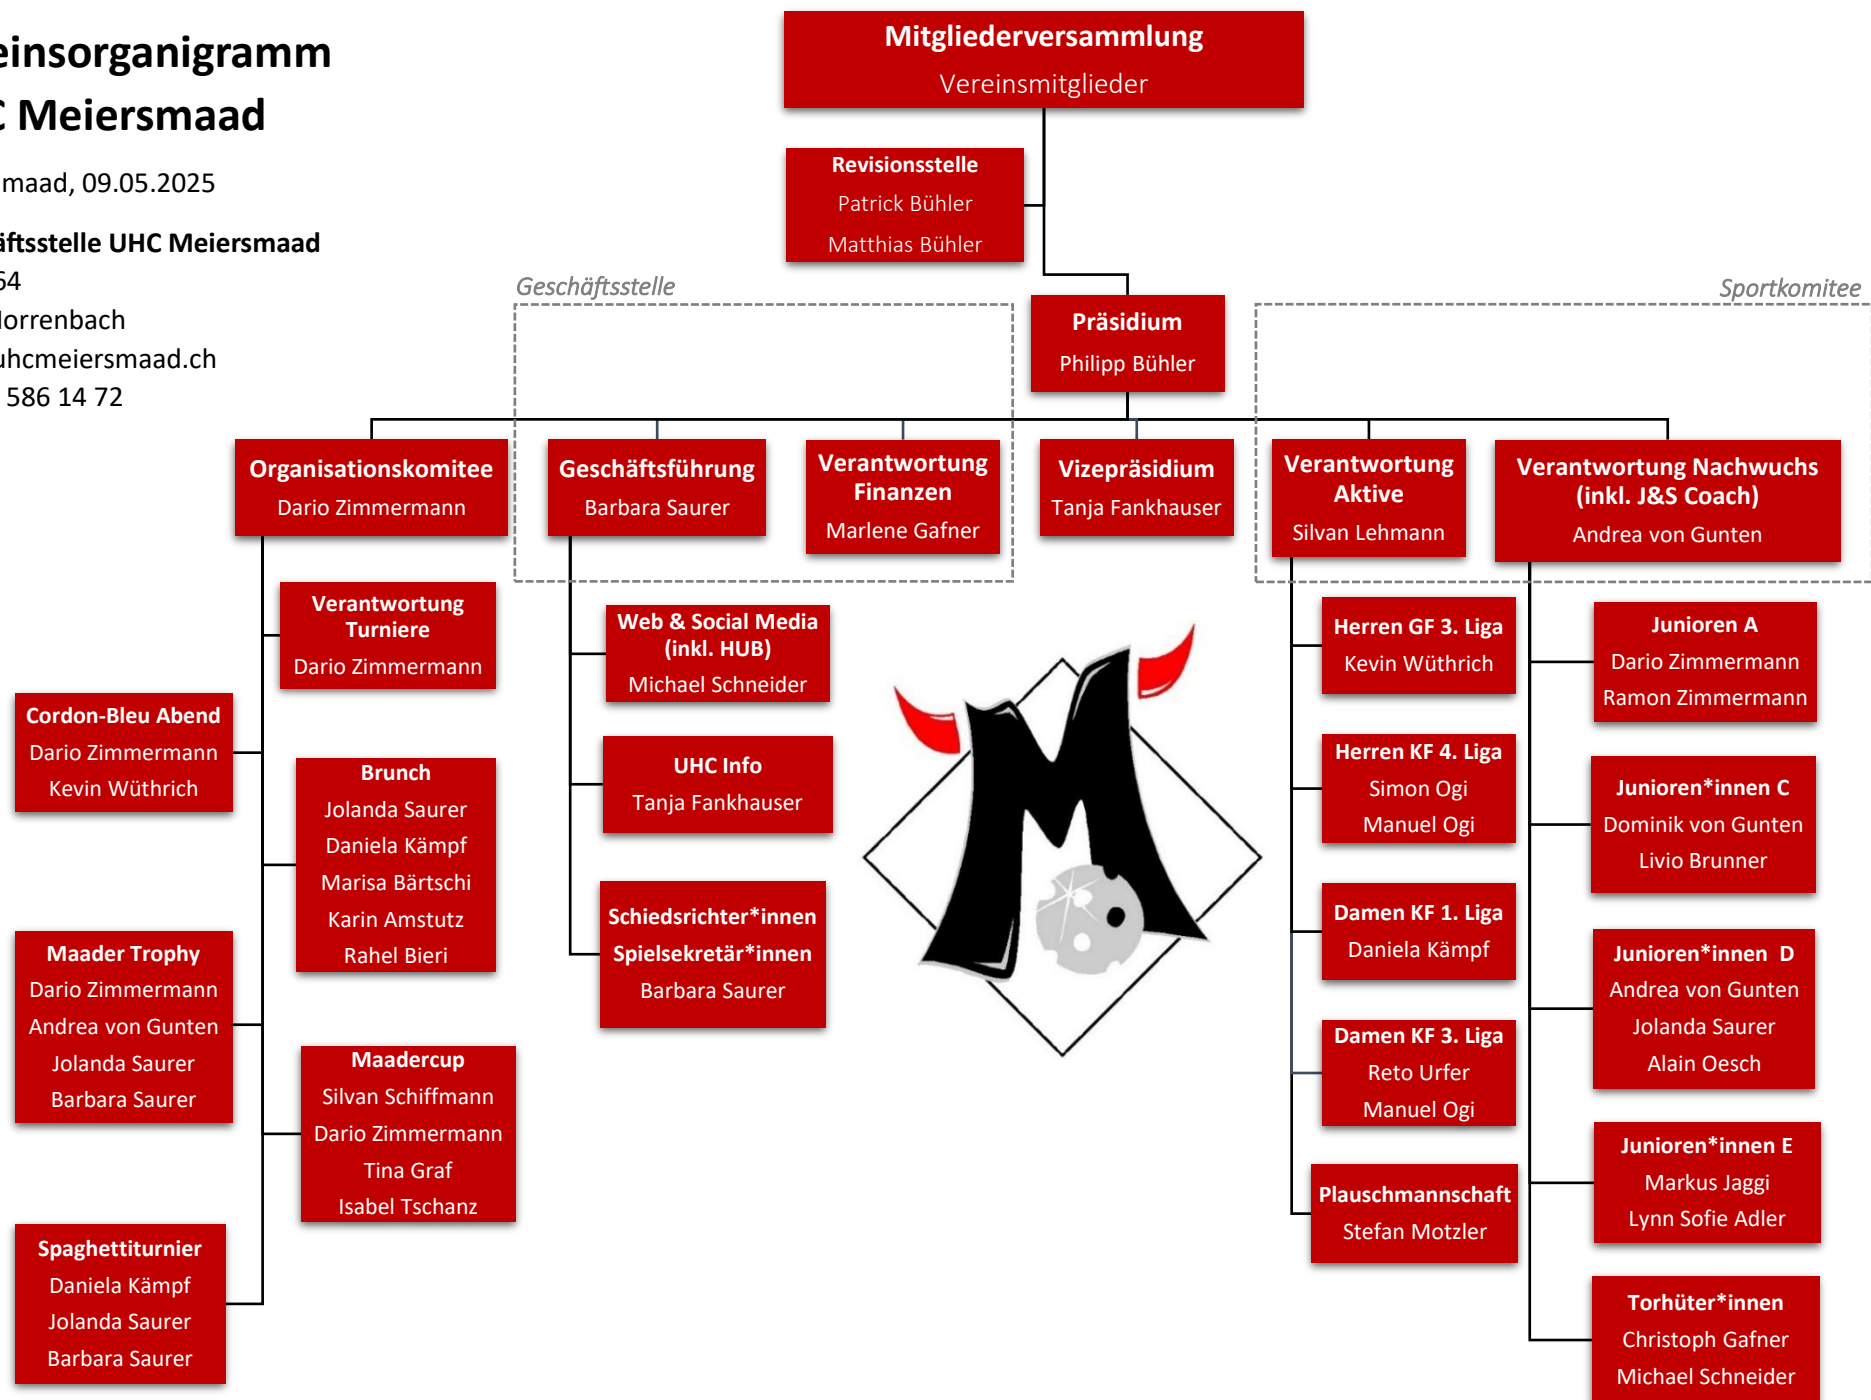 einsorganigramm
C Meiersmaad
maad, 09.05.2025
äftsstelle UHC Meiersmaad
64
Horrenbach
uhcmeiersmaad.ch
586 14 72
Mitgliederversammlung
Vereinsmitglieder
Revisionsstelle
Patrick Bühler
Matthias Bühler
Geschäftsstelle
Sportkomitee
Präsidium
Philipp Bühler
Organisationskomitee
Dario Zimmermann
Geschäftsführung
Barbara Saurer
Verantwortung
Finanzen
Marlene Gafner
Vizepräsidium
Tanja Fankhauser
Verantwortung
Aktive
Silvan Lehmann
Verantwortung Nachwuchs
(inkl. J&S Coach)
Andrea von Gunten
Verantwortung
Turniere
Dario Zimmermann
Cordon-Bleu Abend
Dario Zimmermann
Kevin Wüthrich
Brunch
Jolanda Saurer
Daniela Kämpf
Marisa Bärtschi
Karin Amstutz
Rahel Bieri
Maader Trophy
Dario Zimmermann
Andrea von Gunten
Jolanda Saurer
Barbara Saurer
Maadercup
Silvan Schiffmann
Dario Zimmermann
Tina Graf
Isabel Tschanz
Spaghettiturnier
Daniela Kämpf
Jolanda Saurer
Barbara Saurer
Web & Social Media
(inkl. HUB)
Michael Schneider
UHC Info
Tanja Fankhauser
Schiedsrichter*innen
Spielsekretär*innen
Barbara Saurer
M
Herren GF 3. Liga
Kevin Wüthrich
Herren KF 4. Liga
Simon Ogi
Manuel Ogi
Damen KF 1. Liga
Daniela Kämpf
Damen KF 3. Liga
Reto Urfer
Manuel Ogi
Plauschmannschaft
Stefan Motzler
Junioren A
Dario Zimmermann
Ramon Zimmermann
Junioren*innen C
Dominik von Gunten
Livio Brunner
Junioren*innen D
Andrea von Gunten
Jolanda Saurer
Alain Oesch
Junioren*innen E
Markus Jaggi
Lynn Sofie Adler
Torhüter*innen
Christoph Gafner
Michael Schneider